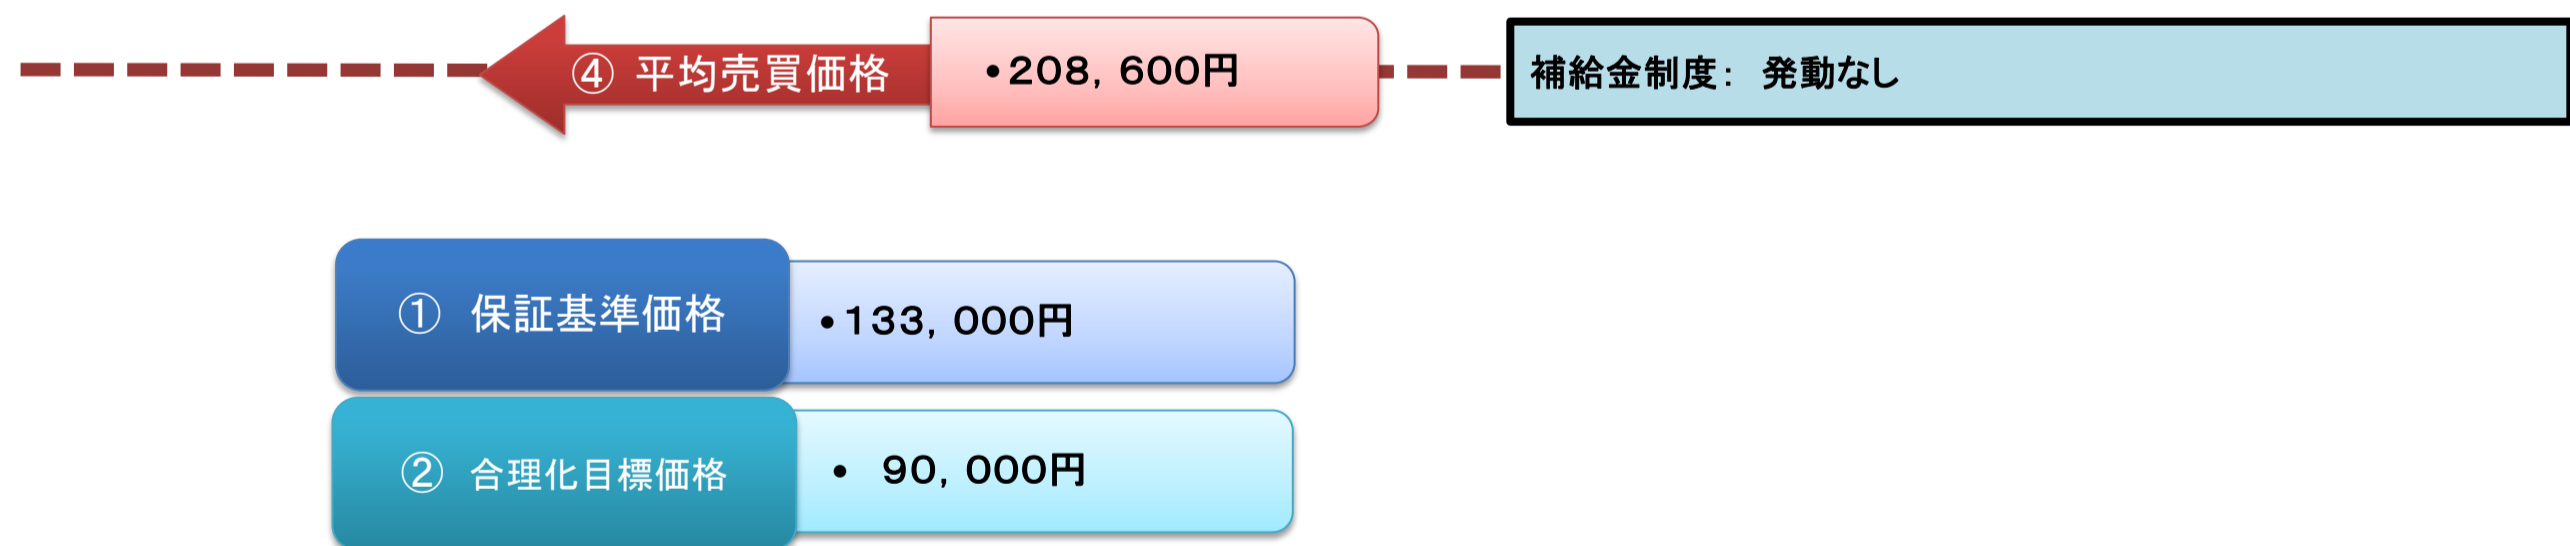 ④ 平均売買価格 •208，600円 補給金制度： 発動なし
① 保証基準価格 •133，000円
② 合理化目標価格 • 90，000円